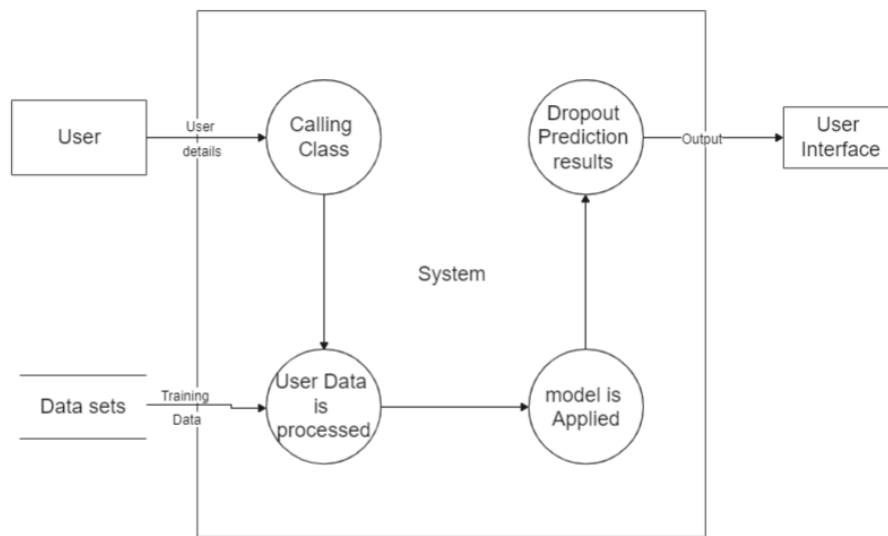 User
User
details
Calling
Class
Dropout
Prediction
results
Output
User
Interface
System
Data sets
Training
Data
User Data
is
processed
model is
Applied